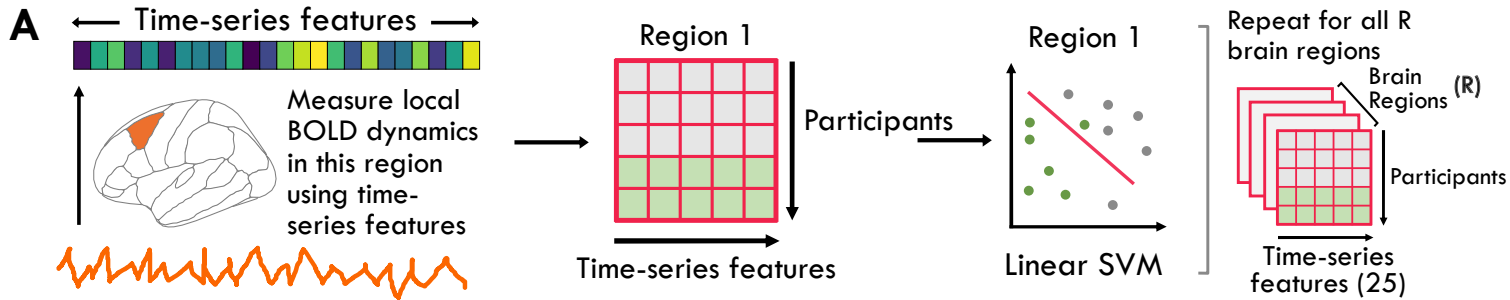 A
Time-series features
Measure local
BOLD dynamics
in this region
using time-
series features
Region 1
Participants
Time-series features
Region 1
Linear SVM
Repeat for all R
brain regions
Brain
Regions (R)
Participants
Time-series
features (25)